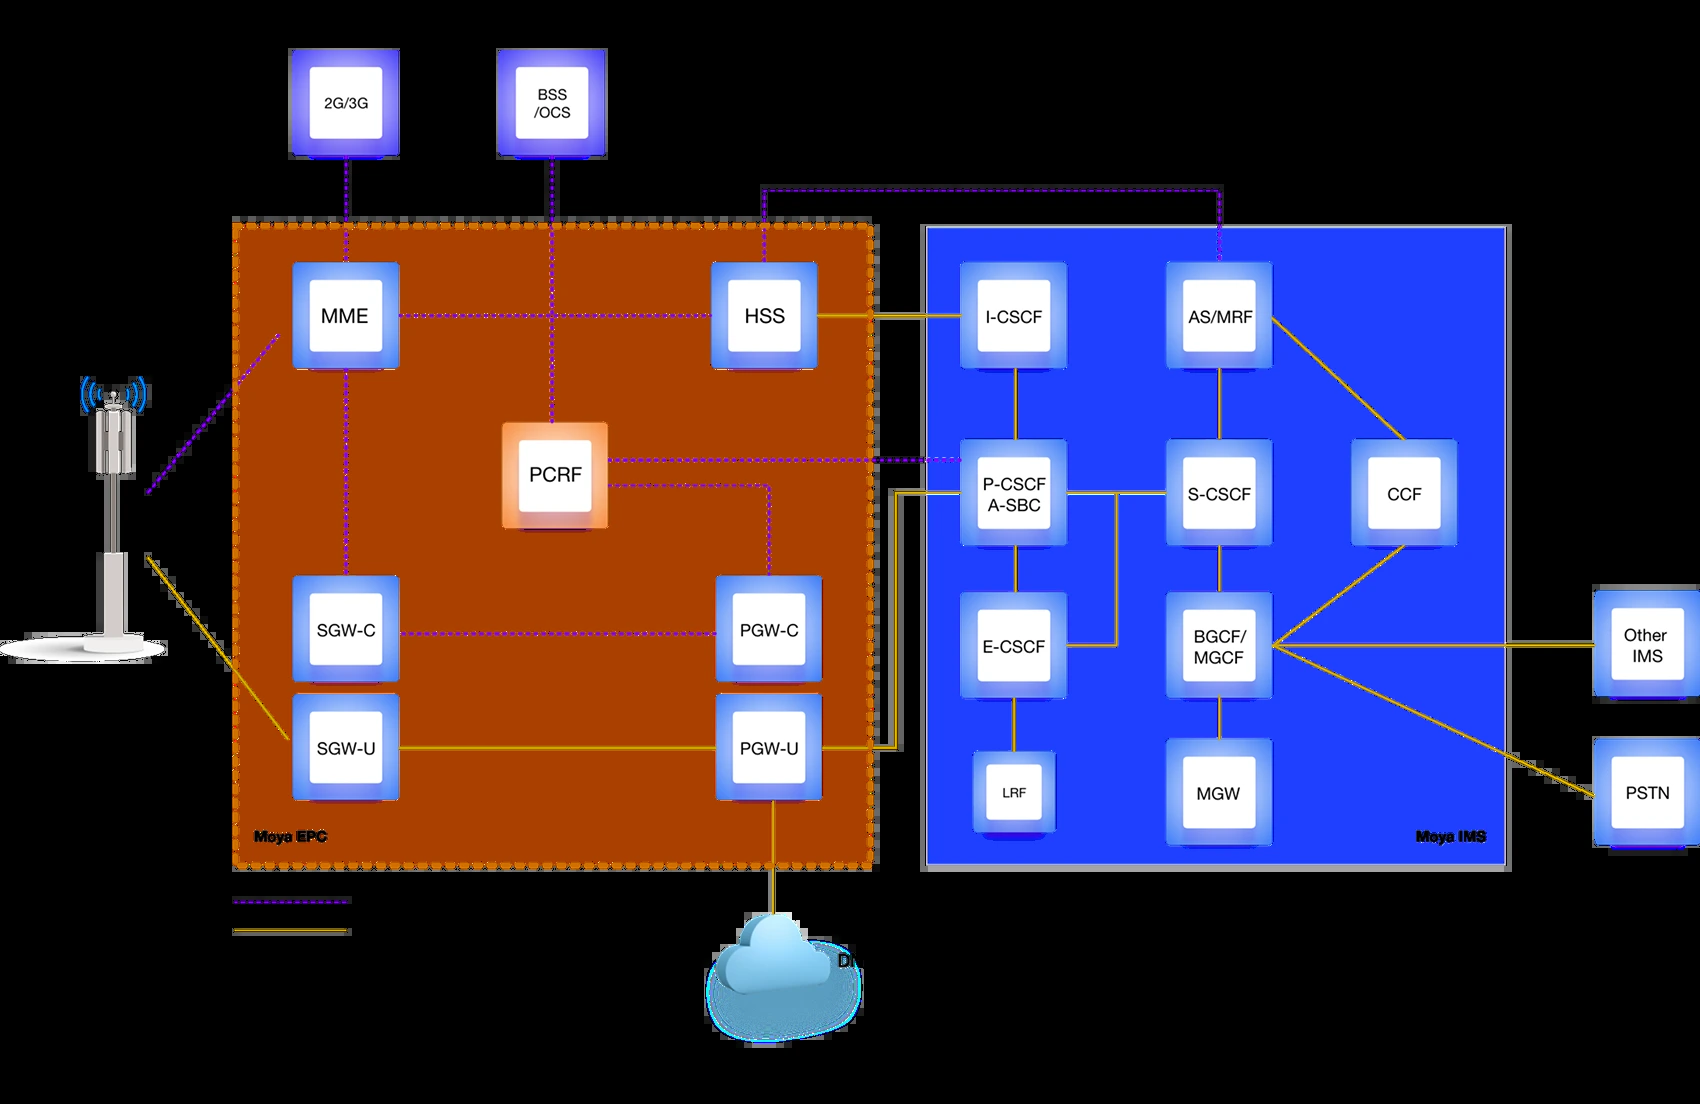 2G/3G
BSS
/OCS
MME
HSS
I-CSCF
AS/MRF
PCRF
P-CSCF
A-SBC
S-CSCF
CCF
SGW-C
PGW-C
E-CSCF
BGCF/
MGCF
Other
IMS
SGW-U
PGW-U
LRF
MGW
PSTN
Moya EPC
Moya IMS